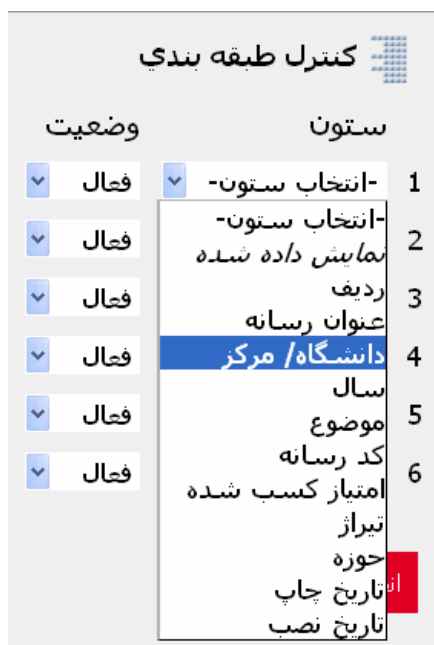 کنترل طبقه بندي
ستون وضعیت
1 -انتخاب ستون- فعال
-انتخاب ستون-
2 نمایش داده شده فعال
ردیف
3 فعال
عنوان رسانه
4 دانشگاه/ مرکز فعال
سال
5 موضوع فعال
کد رسانه
6 امتیاز کسب شده فعال
تیراژ
حوزه
تاریخ چاپ
تاریخ نصب